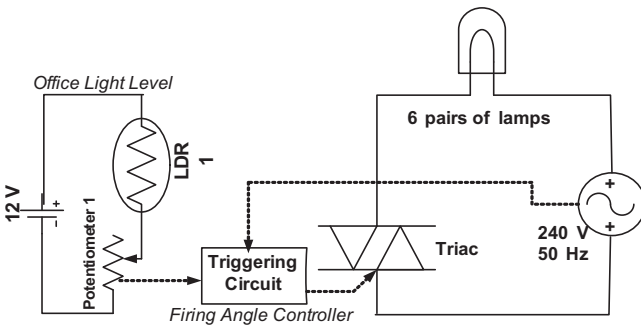 Office Light Level
12 V
+
−
LDR
1
Potentiometer 1
6 pairs of lamps
+
+
240 V
50 Hz
Triac
Triggering
Circuit
Firing Angle Controller